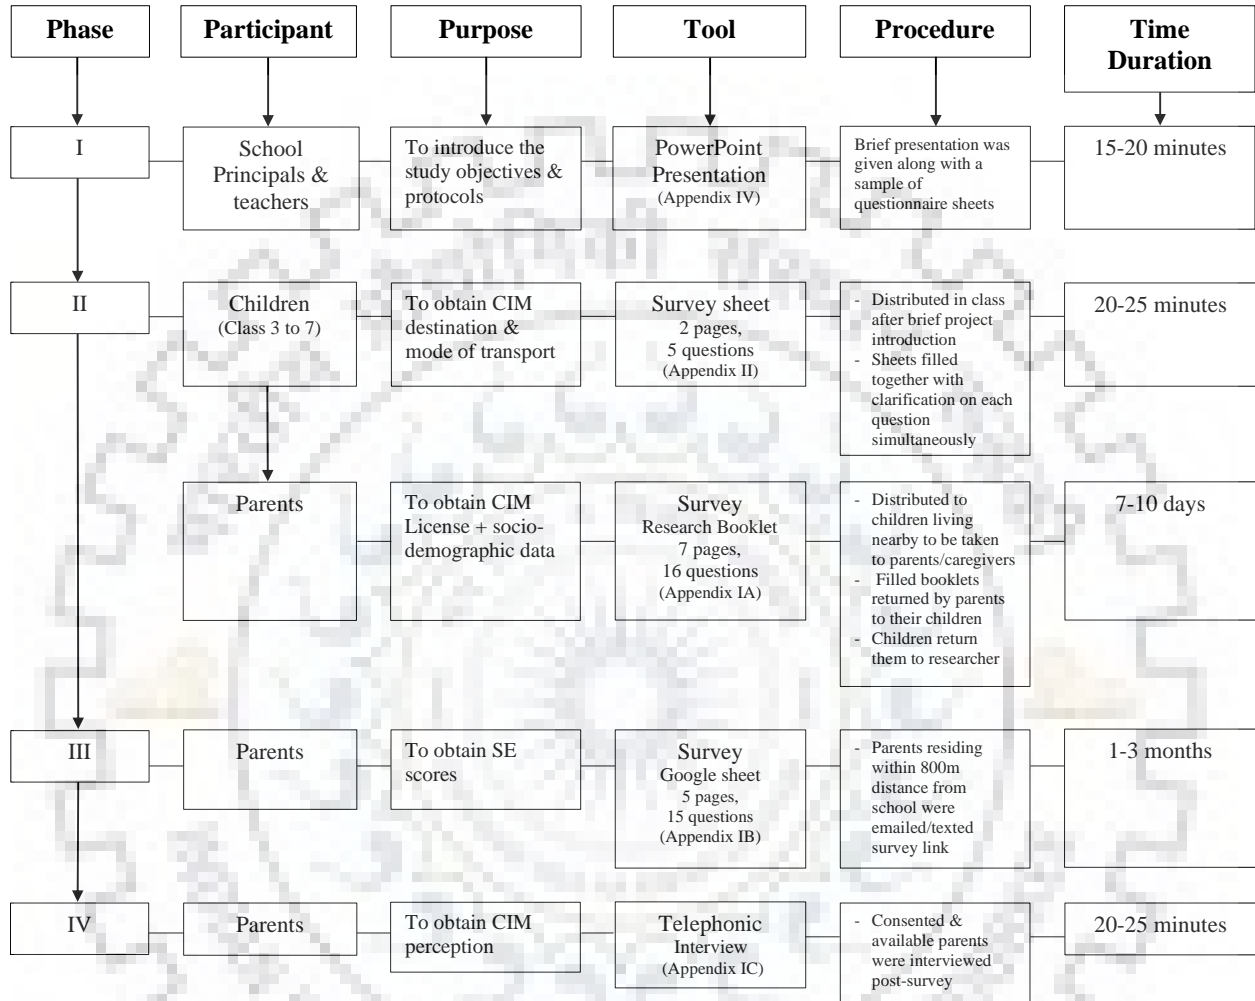 Phase
Participant
Purpose
Tool
Procedure
Time
Duration
I
School
Principals &
teachers
To introduce the
study objectives &
protocols
PowerPoint
Presentation
(Appendix IV)
Brief presentation was
given along with a
sample of
questionnaire sheets
15-20 minutes
II
Children
(Class 3 to 7)
To obtain CIM
destination &
mode of transport
Survey sheet
2 pages,
5 questions
(Appendix II)
- Distributed in class
after brief project
introduction
- Sheets filled
together with
clarification on each
question
simultaneously
20-25 minutes
Parents
To obtain CIM
License + socio-
demographic data
Survey
Research Booklet
7 pages,
16 questions
(Appendix IA)
- Distributed to
children living
nearby to be taken
to parents/caregivers
- Filled booklets
returned by parents
to their children
- Children return
them to researcher
7-10 days
III
Parents
To obtain SE
scores
Survey
Google sheet
5 pages,
15 questions
(Appendix IB)
- Parents residing
within 800m
distance from
school were
emailed/texted
survey link
1-3 months
IV
Parents
To obtain CIM
perception
Telephonic
Interview
(Appendix IC)
- Consented &
available parents
were interviewed
post-survey
20-25 minutes